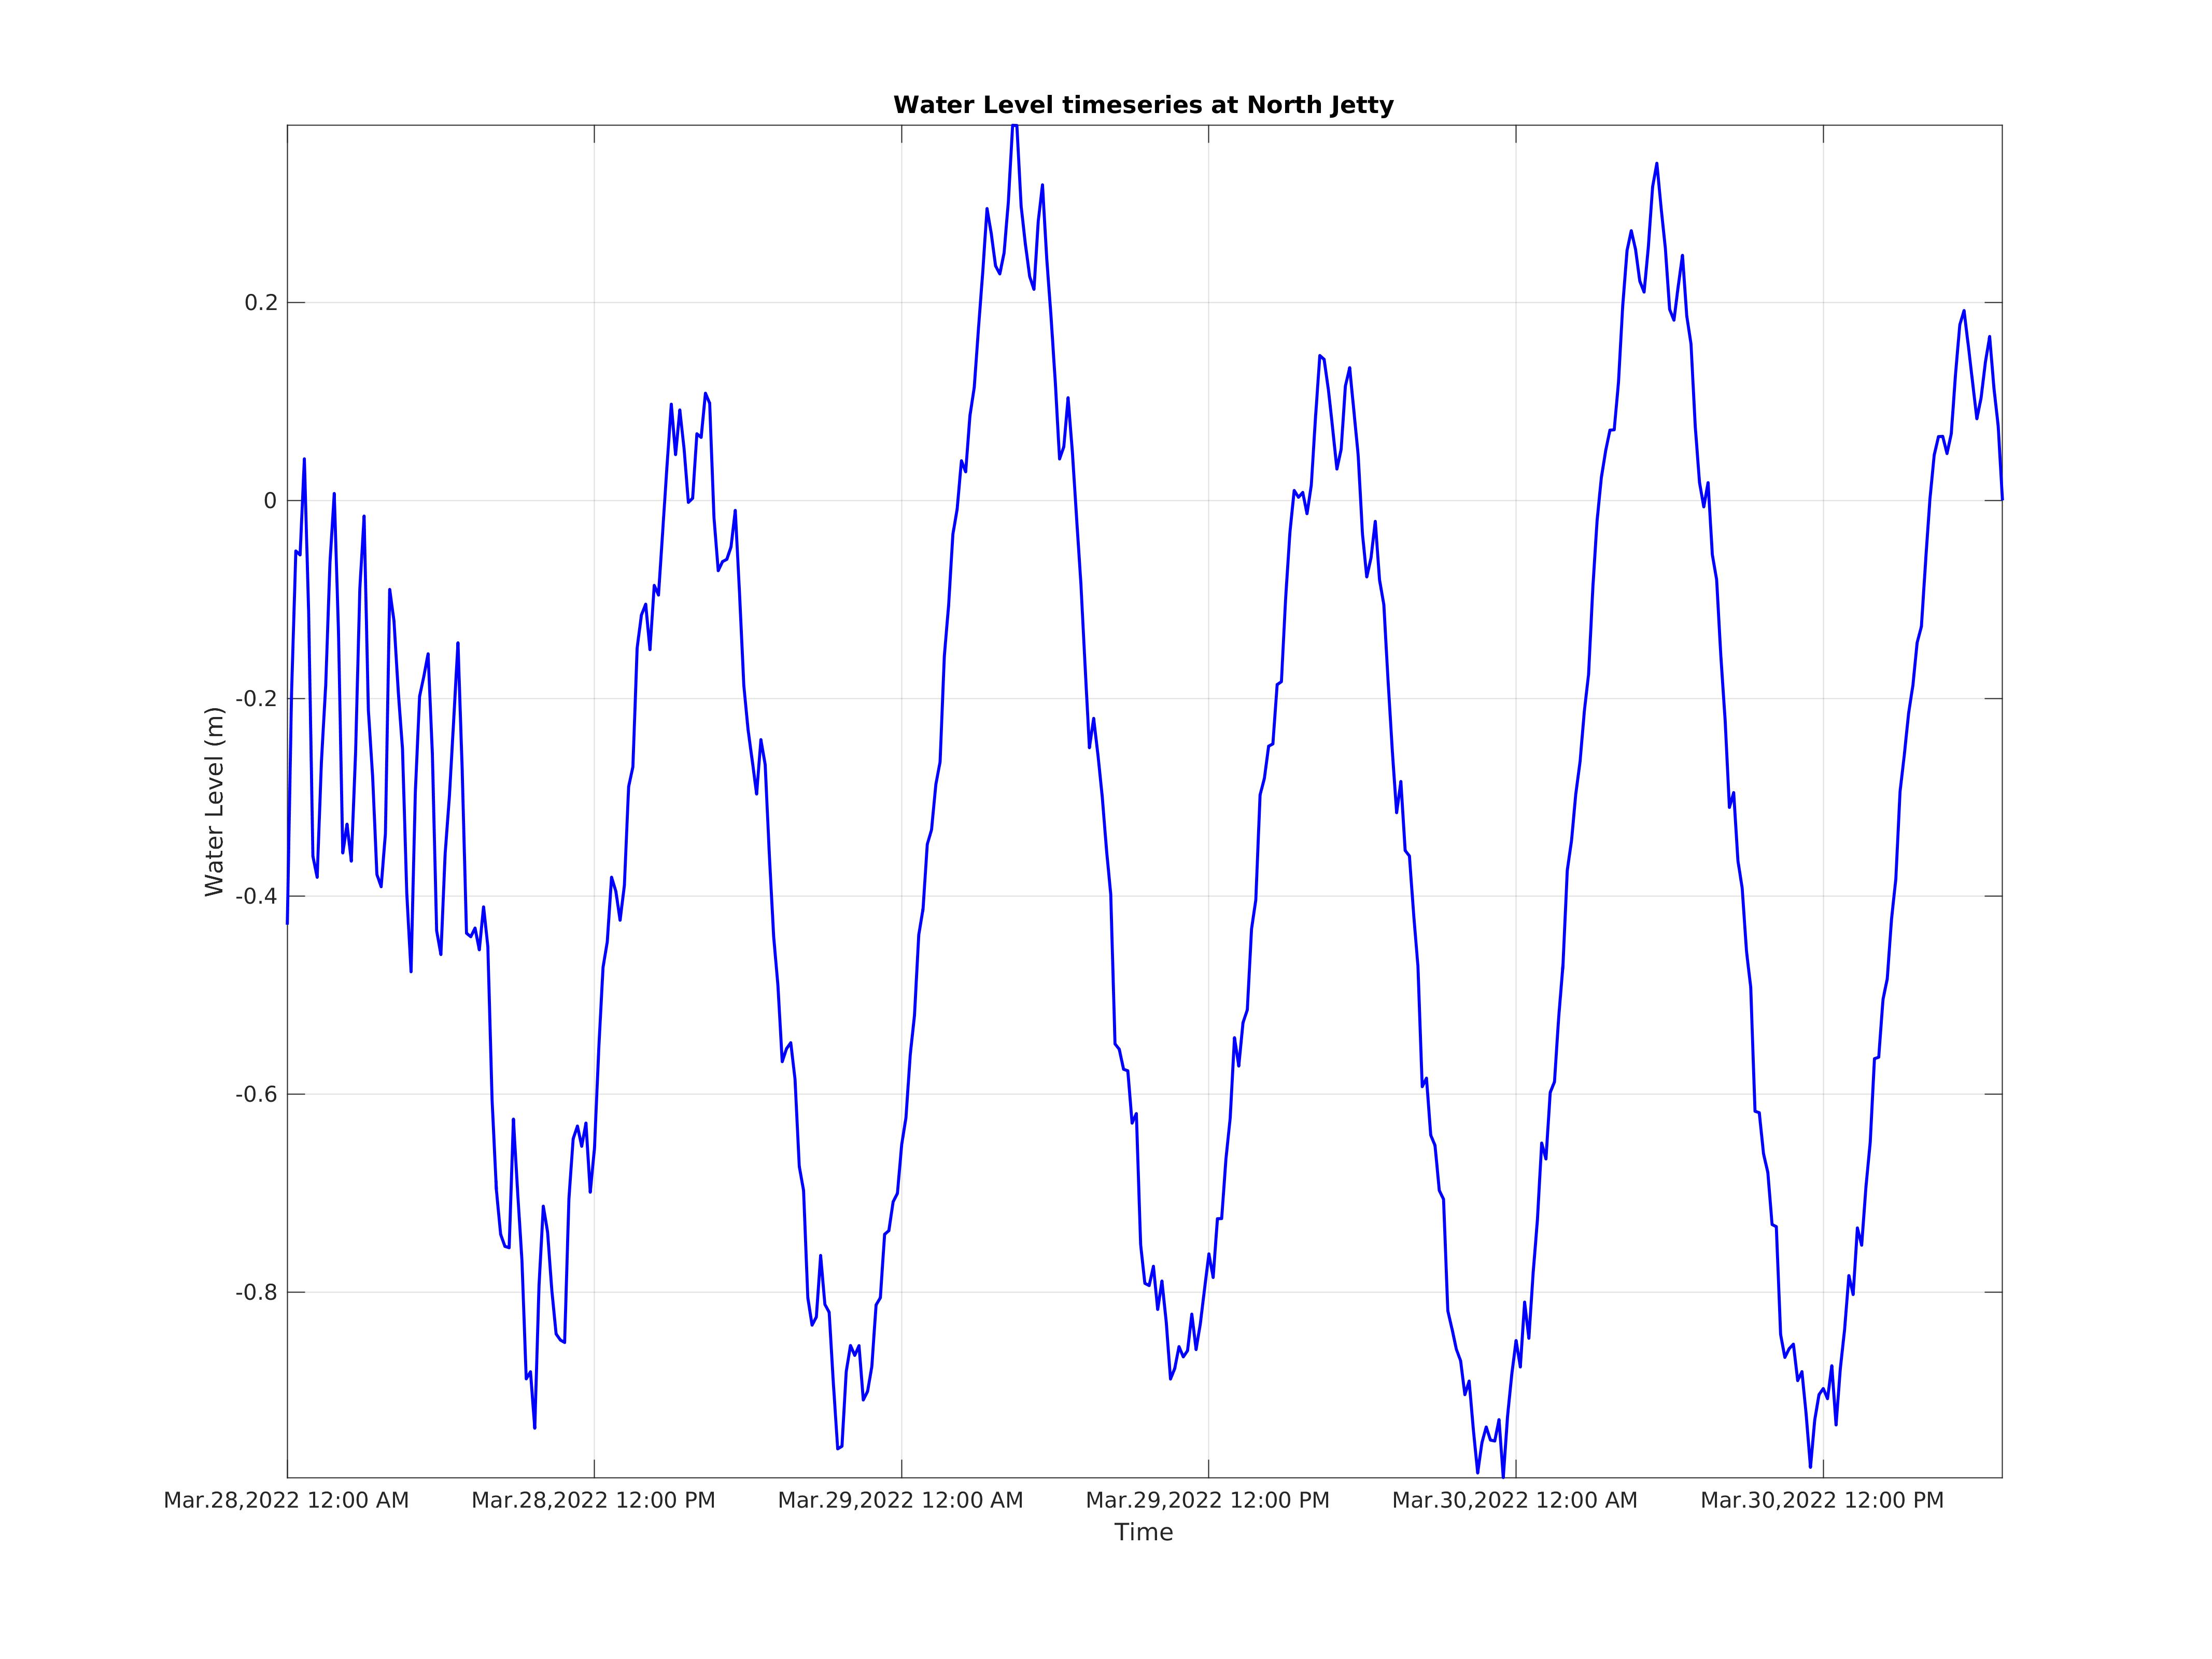 Water Level timeseries at North Jetty
0.2
0
-0.2
-0.4
-0.6
-0.8
Water Level (m)
Mar.28,2022 12:00 AM Mar.28,2022 12:00 PM Mar.29,2022 12:00 AM Mar.29,2022 12:00 PM Mar.30,2022 12:00 AM Mar.30,2022 12:00 PM
Time